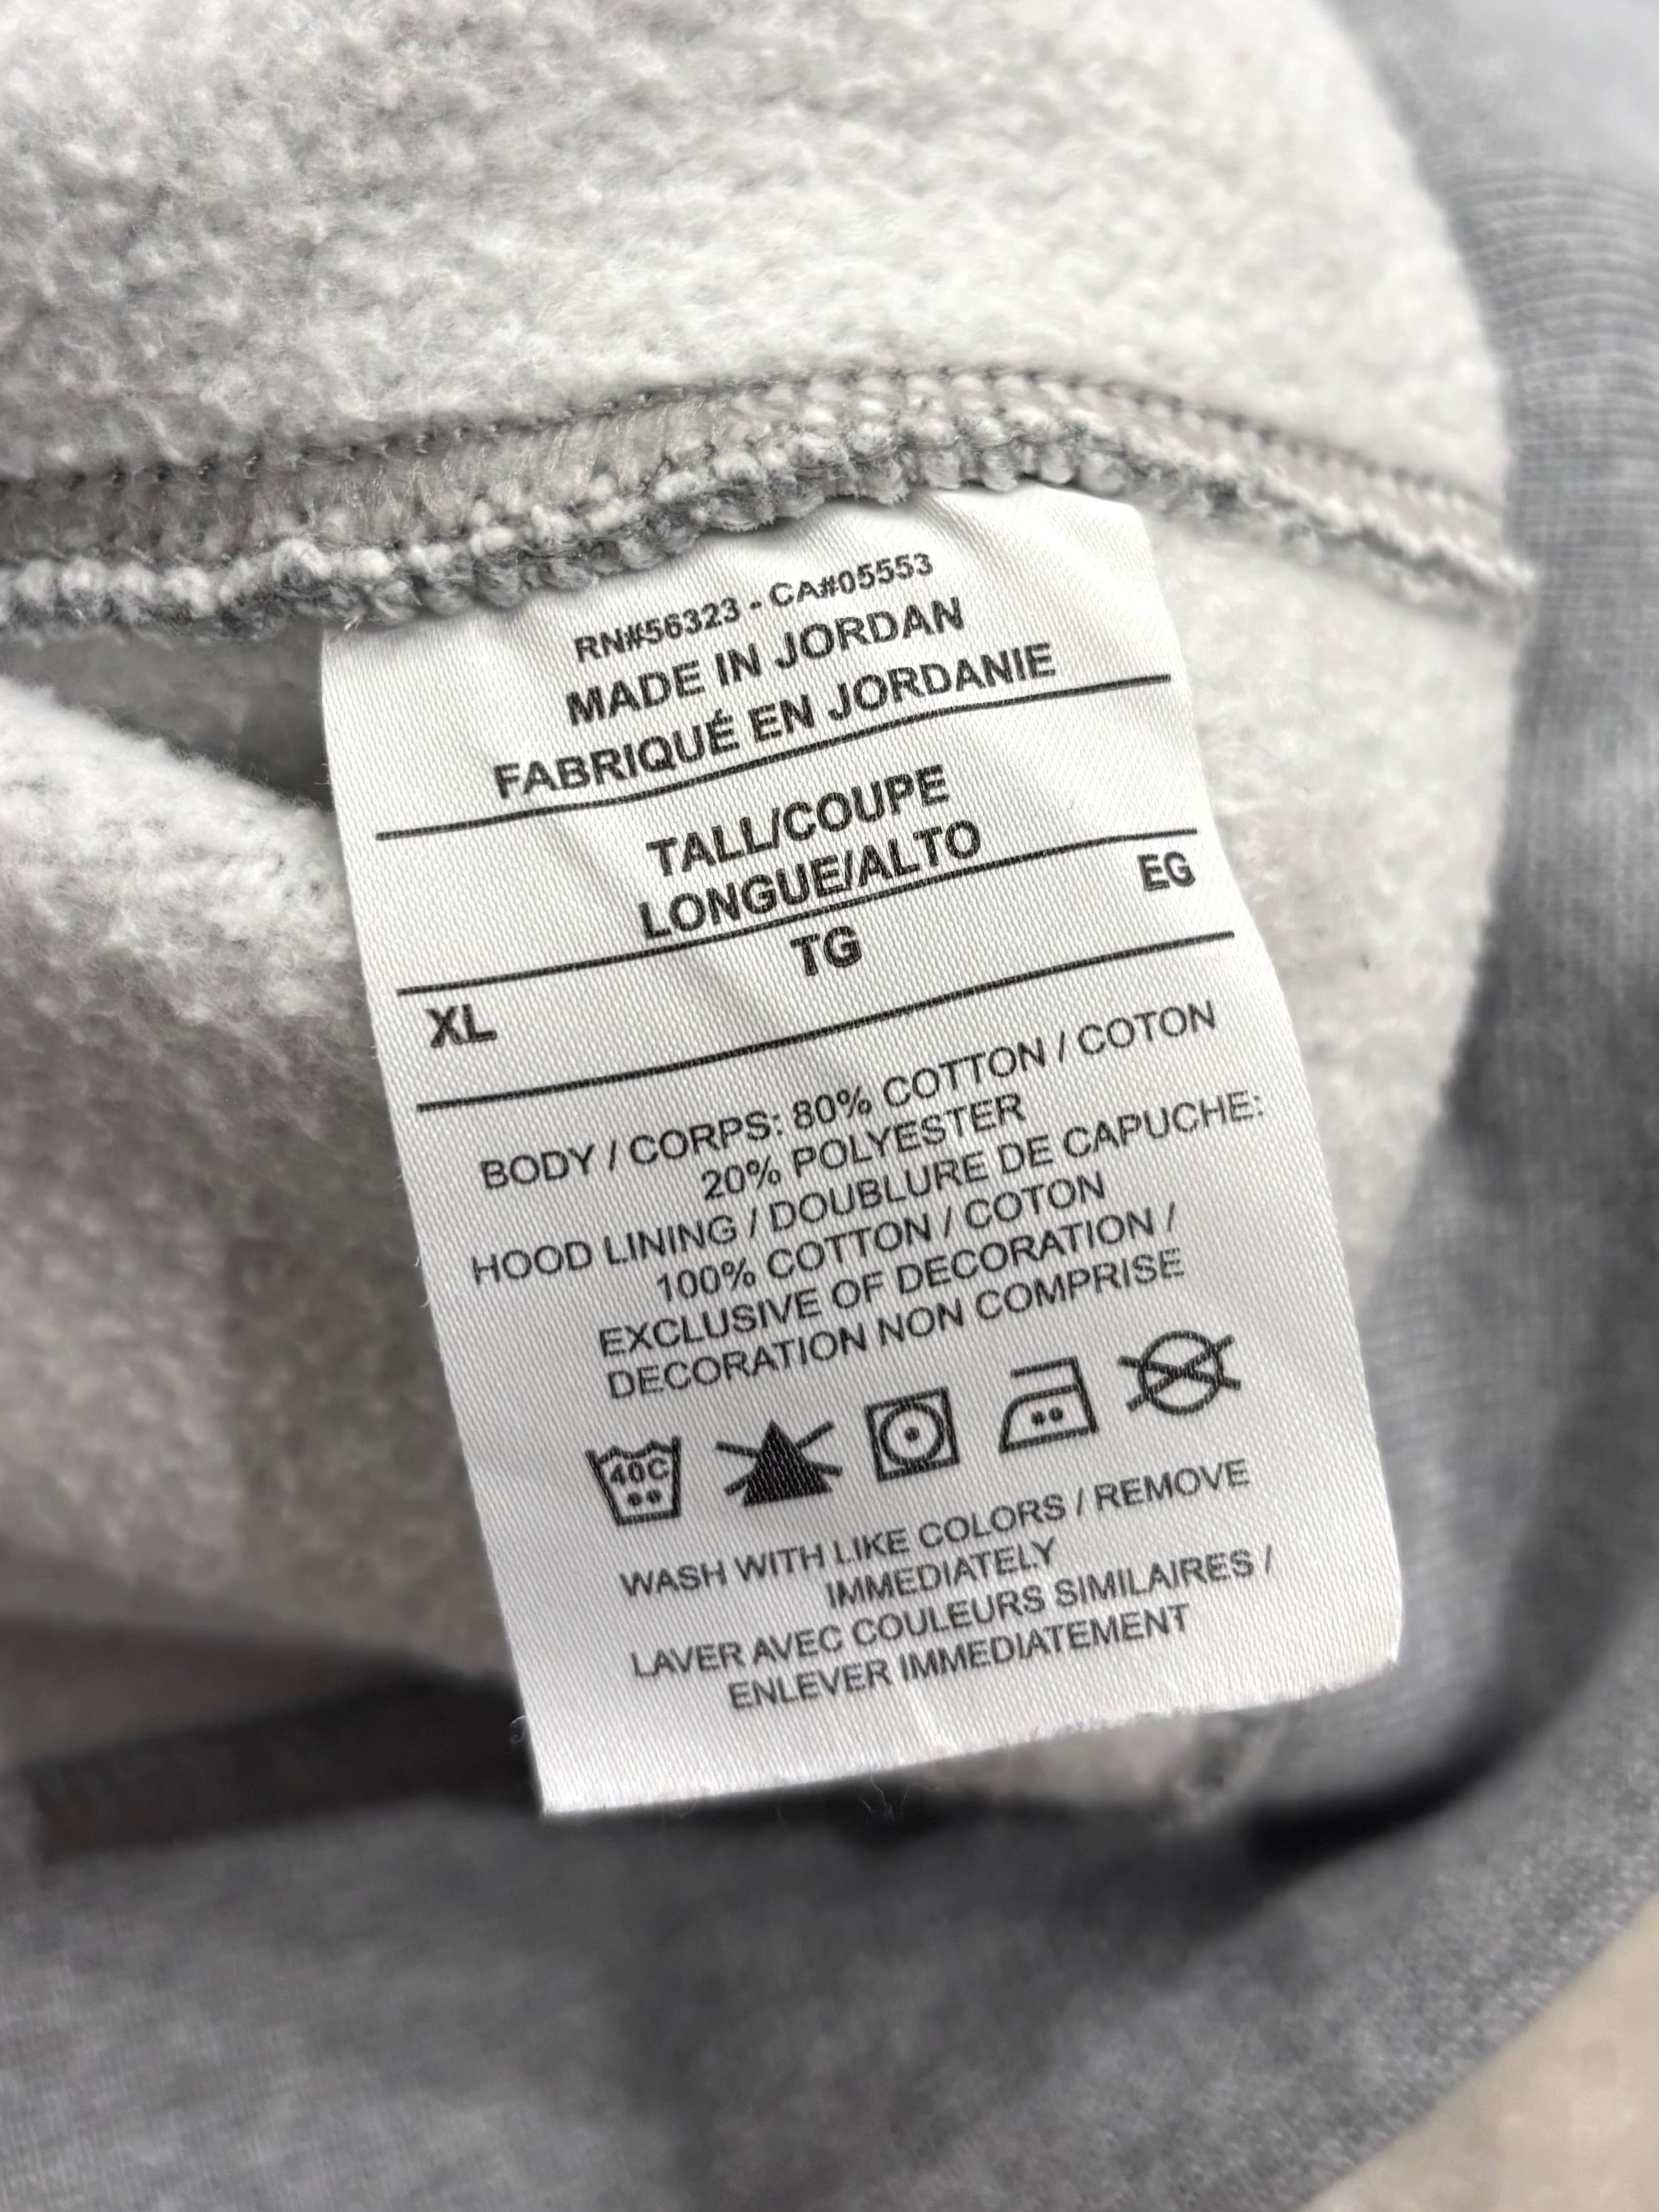 RN#56323 - CA#05553
MADE IN JORDAN
FABRIQUÉ EN JORDANIE
TALL/COUPE
LONGUE/ALTO
XL TG EG
BODY / CORPS: 80% COTTON / COTON
20% POLYESTER
HOOD LINING / DOUBLURE DE CAPUCHE:
100% COTTON / COTON
EXCLUSIVE OF DECORATION /
DECORATION NON COMPRISE
40C
WASH WITH LIKE COLORS / REMOVE
IMMEDIATELY
LAVER AVEC COULEURS SIMILAIRES /
ENLEVER IMMEDIATEMENT